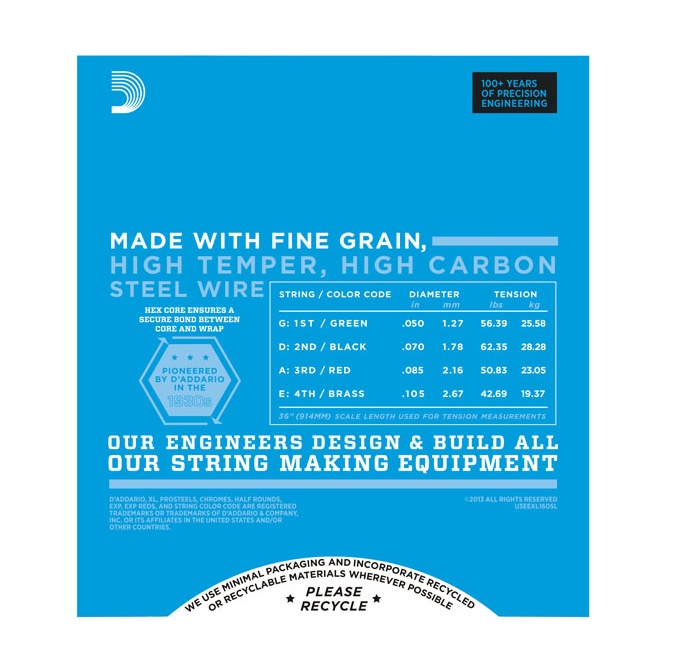 100+ YEARS
OF PRECISION
ENGINEERING
MADE WITH FINE GRAIN,
HIGH TEMPER, HIGH CARBON
STEEL WIRE
HEX CORE ENSURES A
SECURE BOND BETWEEN
CORE AND WRAP
PIONEERED
BY D'ADDARIO
IN THE
1930s
STRING / COLOR CODE DIAMETER TENSION
in mm lbs kg
G: 1ST / GREEN .050 1.27 56.39 25.58
D: 2ND / BLACK .070 1.78 62.35 28.28
A: 3RD / RED .085 2.16 50.83 23.05
E: 4TH / BRASS .105 2.67 42.69 19.37
36" (914MM) SCALE LENGTH USED FOR TENSION MEASUREMENTS
OUR ENGINEERS DESIGN & BUILD ALL
OUR STRING MAKING EQUIPMENT
D'ADDARIO, XL, PROSTEELS, CHROMES, HALF ROUNDS,
EXP, EXP REDS, AND STRING COLOR CODE ARE REGISTERED
TRADEMARKS OR TRADEMARKS OF D'ADDARIO & COMPANY,
INC. OR ITS AFFILIATES IN THE UNITED STATES AND/OR
OTHER COUNTRIES.
©2013 ALL RIGHTS RESERVED
U3EEXL160SL
WE USE MINIMAL PACKAGING AND INCORPORATE RECYCLED
OR RECYCLABLE MATERIALS WHEREVER POSSIBLE
PLEASE
RECYCLE